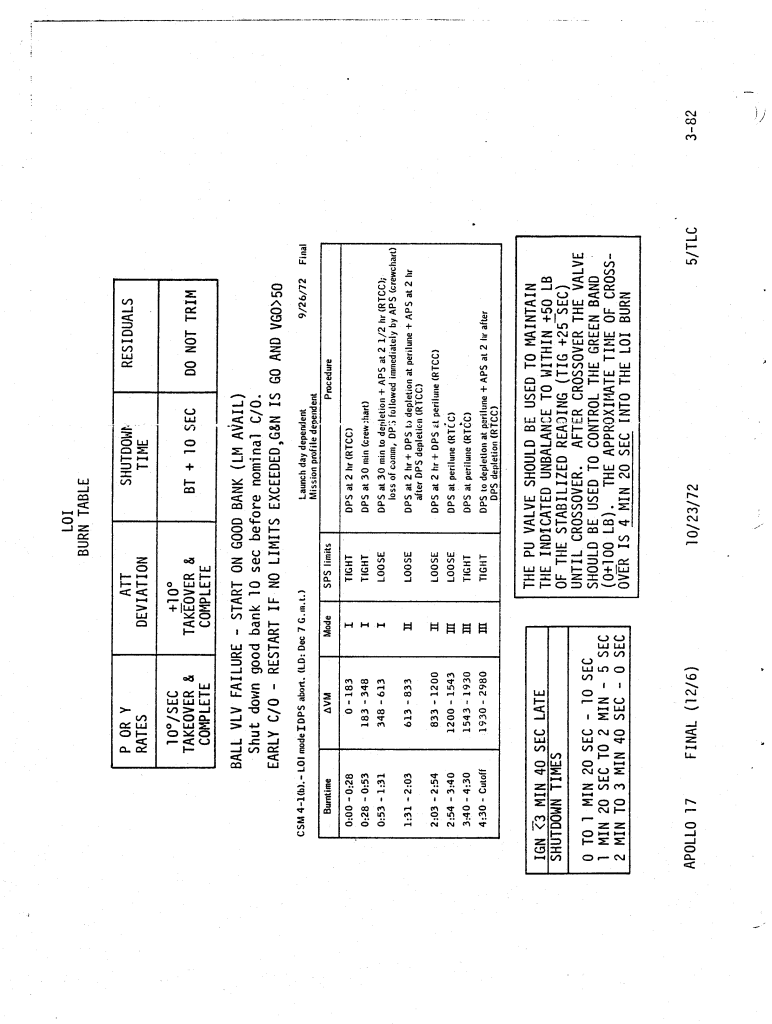 LOI
BURN TABLE
P OR Y RATES | ATT DEVIATION | SHUTDOWN TIME | RESIDUALS
10°/SEC TAKEOVER & COMPLETE | +10° TAKEOVER & COMPLETE | BT + 10 SEC | DO NOT TRIM
BALL VLV FAILURE - START ON GOOD BANK (LM AVAIL)
Shut down good bank 10 sec before nominal C/O.
EARLY C/O - RESTART IF NO LIMITS EXCEEDED,G&N IS GO AND VGO>50
CSM 4-1(b).- LOI mode I DPS abort. (LD: Dec 7 G.m.t.)
Launch day dependent 9/26/72 Final
Mission profile dependent
Burntime | ΔVM | Mode | SPS limits | Procedure
0:00 - 0:28 | 0 - 183 | I | TIGHT | DPS at 2 hr (RTCC)
0:28 - 0:53 | 183 - 348 | I | TIGHT | DPS at 30 min (crew chart)
0:53 - 1:31 | 348 - 613 | I | LOOSE | DPS at 30 min to depletion + APS at 2 1/2 hr (RTCC);
loss of comm, DPS followed immediately by APS (crewchart)
1:31 - 2:03 | 613 - 833 | II | LOOSE | DPS at 2 hr + DPS to depletion at perilune + APS at 2 hr
after DPS depletion (RTCC)
2:03 - 2:54 | 833 - 1200 | II | LOOSE | DPS at 2 hr + DPS at perilune (RTCC)
2:54 - 3:40 | 1200 - 1543 | III | LOOSE | DPS at perilune (RTCC)
3:40 - 4:30 | 1543 - 1930 | III | TIGHT | DPS at perilune (RTCC)
4:30 - Cutoff | 1930 - 2980 | III | TIGHT | DPS to depletion at perilune + APS at 2 hr after
DPS depletion (RTCC)
IGN <3 MIN 40 SEC LATE
SHUTDOWN TIMES
0 TO 1 MIN 20 SEC - 10 SEC
1 MIN 20 SEC TO 2 MIN - 5 SEC
2 MIN TO 3 MIN 40 SEC - 0 SEC
THE PU VALVE SHOULD BE USED TO MAINTAIN
THE INDICATED UNBALANCE TO WITHIN +50 LB
OF THE STABILIZED READING (TIG +25 SEC)
UNTIL CROSSOVER. AFTER CROSSOVER THE VALVE
SHOULD BE USED TO CONTROL THE GREEN BAND
(0+100 LB). THE APPROXIMATE TIME OF CROSS-
OVER IS 4 MIN 20 SEC INTO THE LOI BURN
APOLLO 17 FINAL (12/6) 10/23/72 5/TLC 3-82